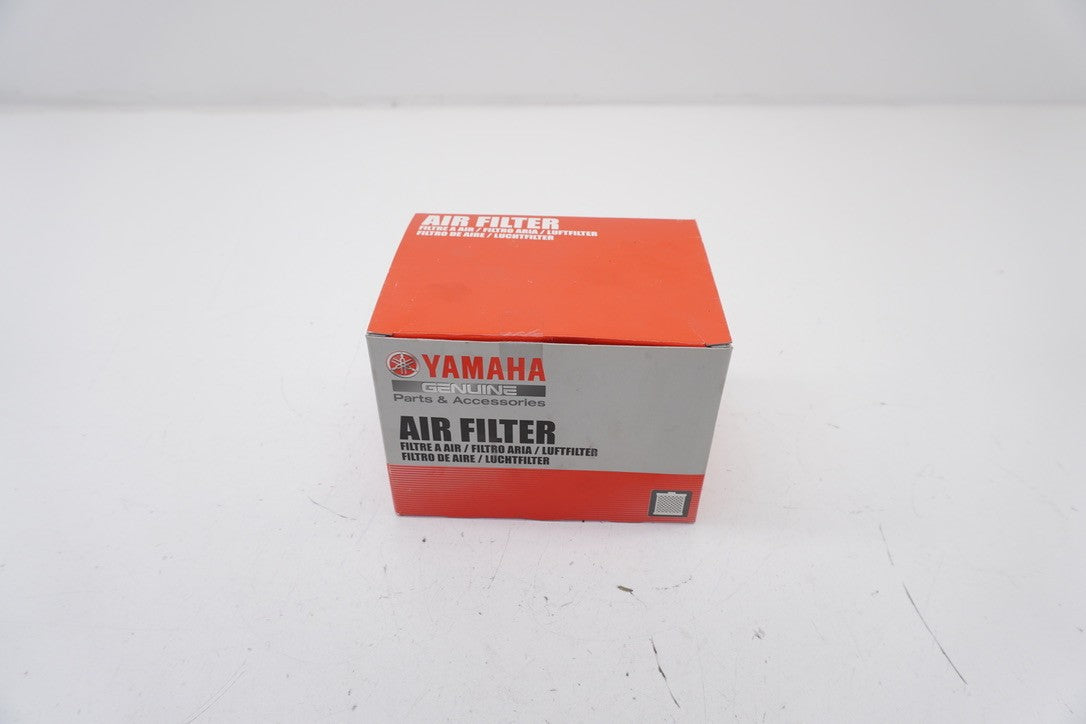 AIR FILTER
FILTRE A AIR / FILTRO ARIA / LUFTFILTER
FILTRO DE AIRE / LUCHTFILTER
YAMAHA
GENUINE
Parts & Accessories
AIR FILTER
FILTRE A AIR / FILTRO ARIA / LUFTFILTER
FILTRO DE AIRE / LUCHTFILTER